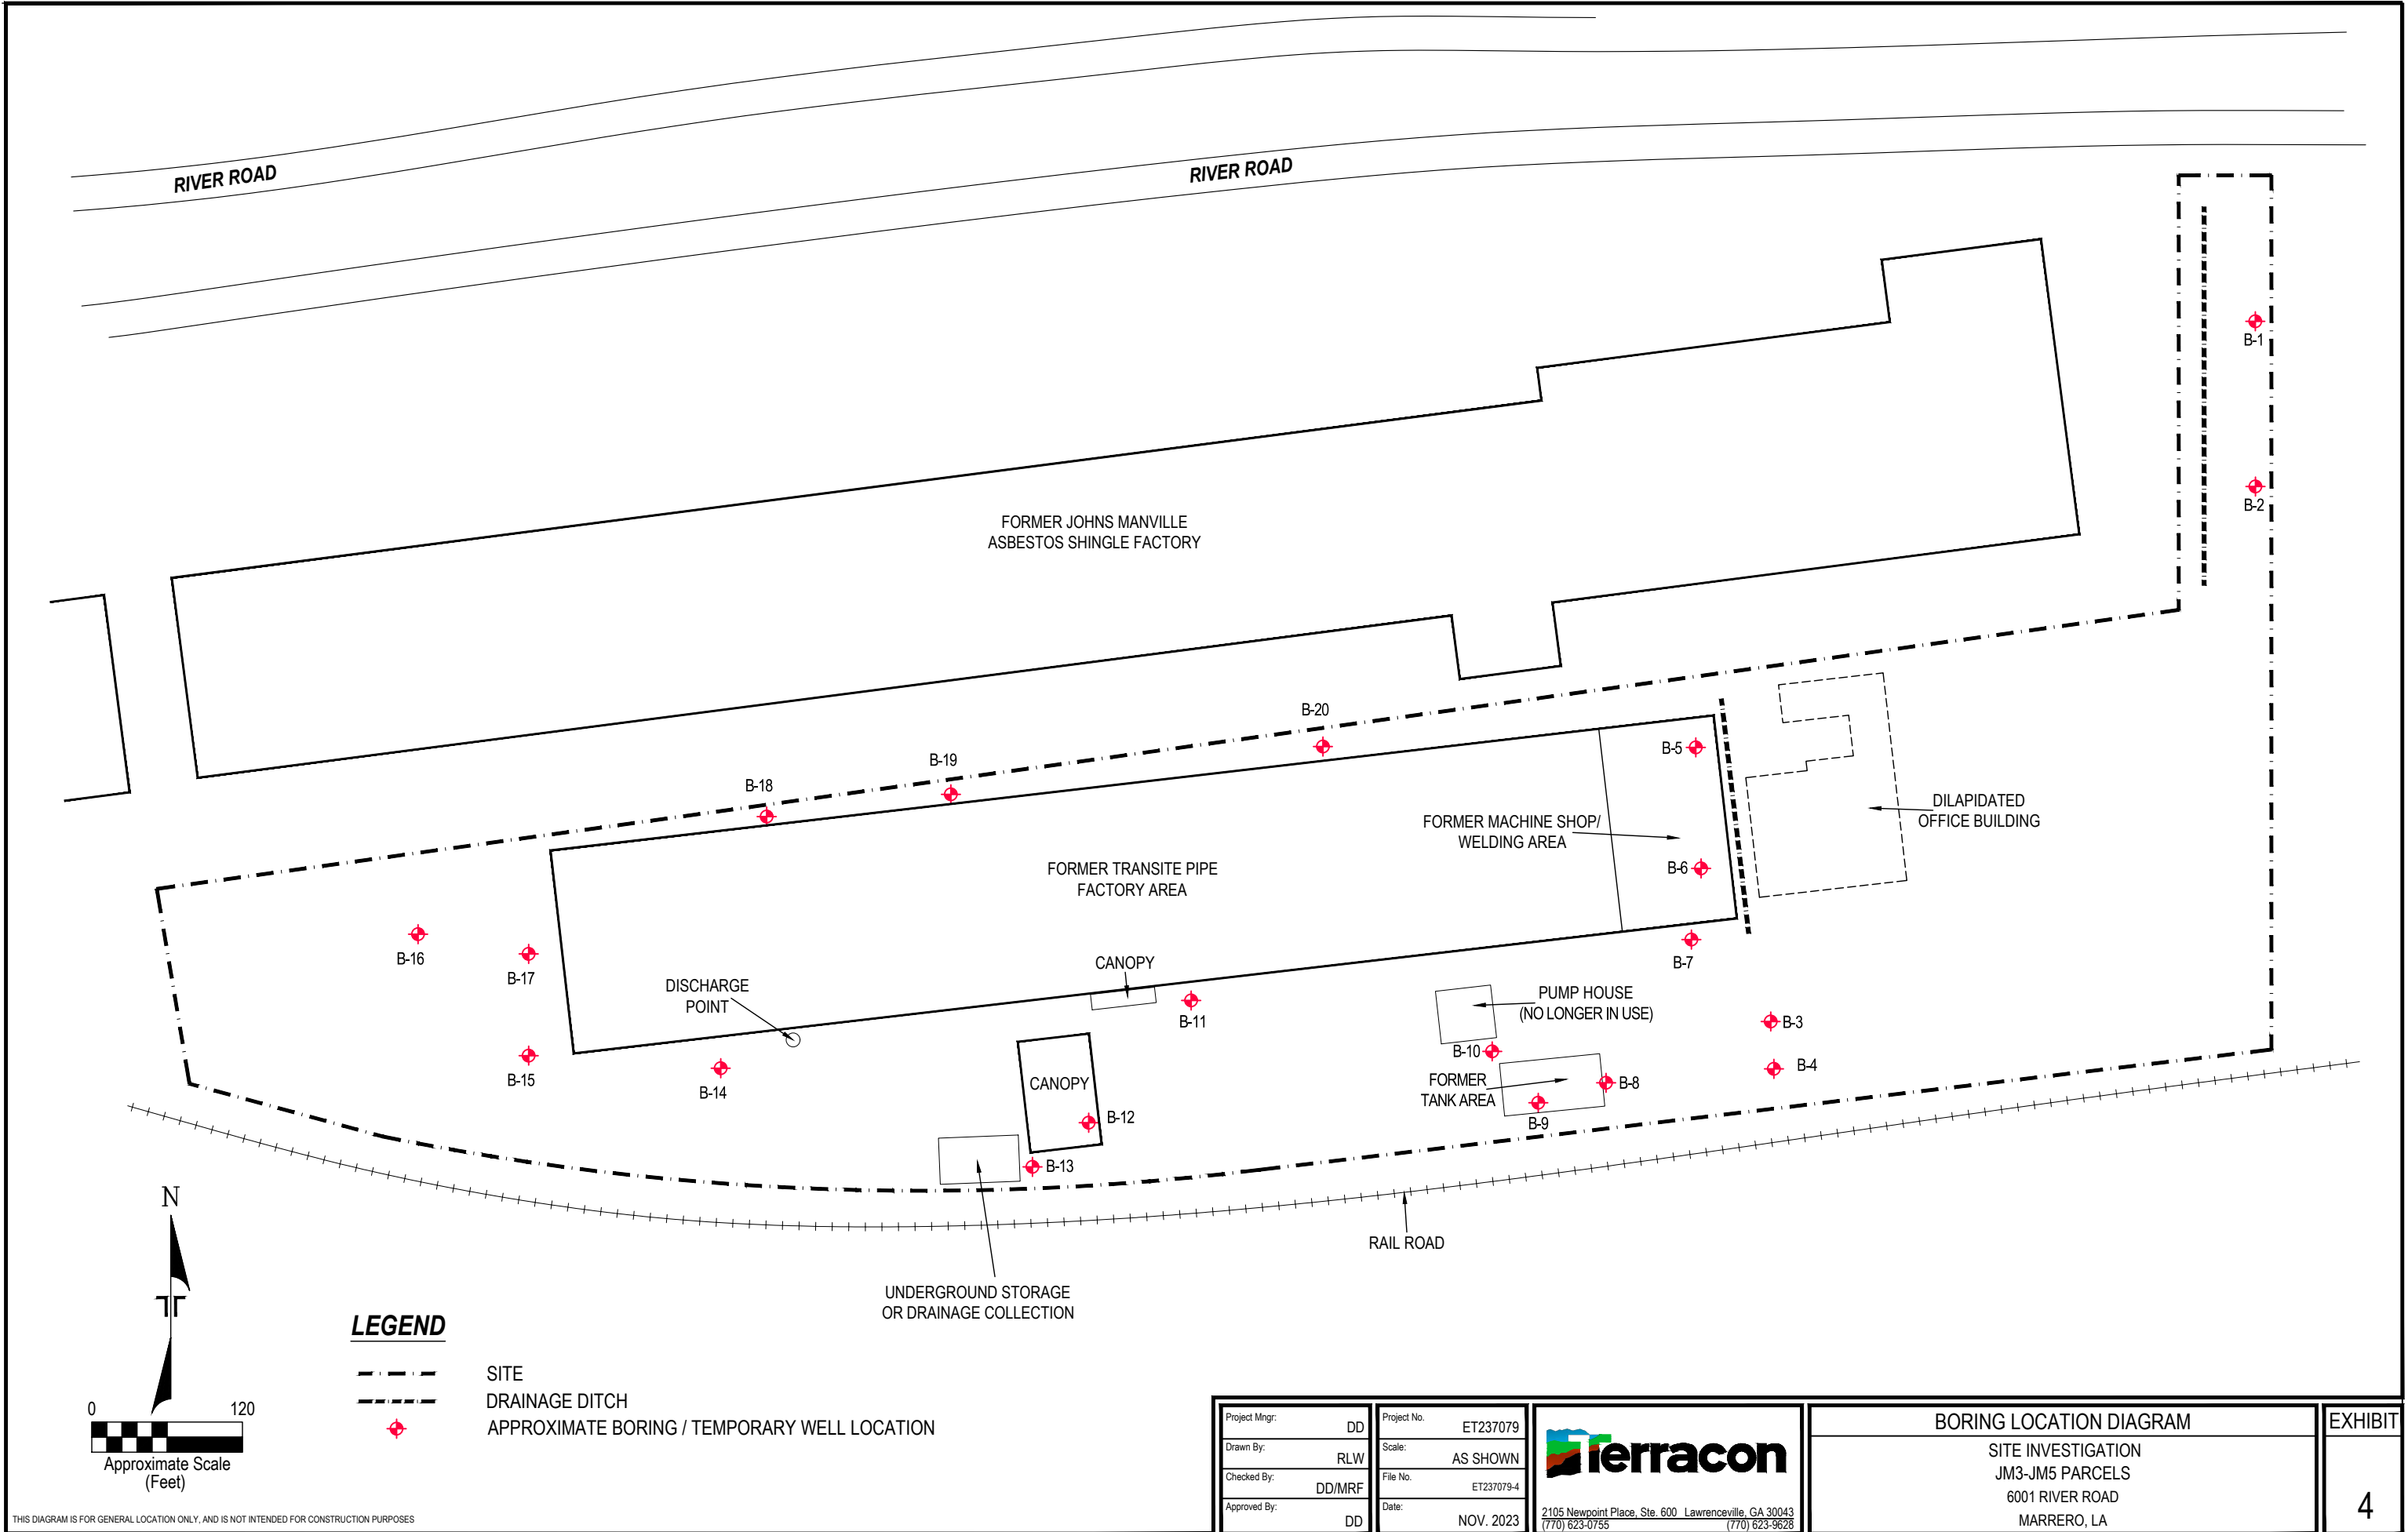 RIVER ROAD
RIVER ROAD
B-1
B-2
FORMER JOHNS MANVILLE
ASBESTOS SHINGLE FACTORY
B-20
B-19
B-18
B-5
DILAPIDATED
OFFICE BUILDING
FORMER MACHINE SHOP/
WELDING AREA
FORMER TRANSITE PIPE
FACTORY AREA
B-6
B-16
B-17
B-7
CANOPY
DISCHARGE
POINT
PUMP HOUSE
(NO LONGER IN USE)
B-11
B-3
B-10
B-4
B-15
B-14
CANOPY
FORMER
TANK AREA
B-8
B-9
B-12
B-13
RAIL ROAD
UNDERGROUND STORAGE
OR DRAINAGE COLLECTION
N
0 120
Approximate Scale
(Feet)
LEGEND
SITE
DRAINAGE DITCH
APPROXIMATE BORING / TEMPORARY WELL LOCATION
THIS DIAGRAM IS FOR GENERAL LOCATION ONLY, AND IS NOT INTENDED FOR CONSTRUCTION PURPOSES
Project Mngr: DD
Drawn By: RLW
Checked By: DD/MRF
Approved By: DD
Project No. ET237079
Scale: AS SHOWN
File No. ET237079-4
Date: NOV. 2023
Terracon
2105 Newpoint Place, Ste. 600 Lawrenceville, GA 30043
(770) 623-0755 (770) 623-9628
BORING LOCATION DIAGRAM
SITE INVESTIGATION
JM3-JM5 PARCELS
6001 RIVER ROAD
MARRERO, LA
EXHIBIT
4